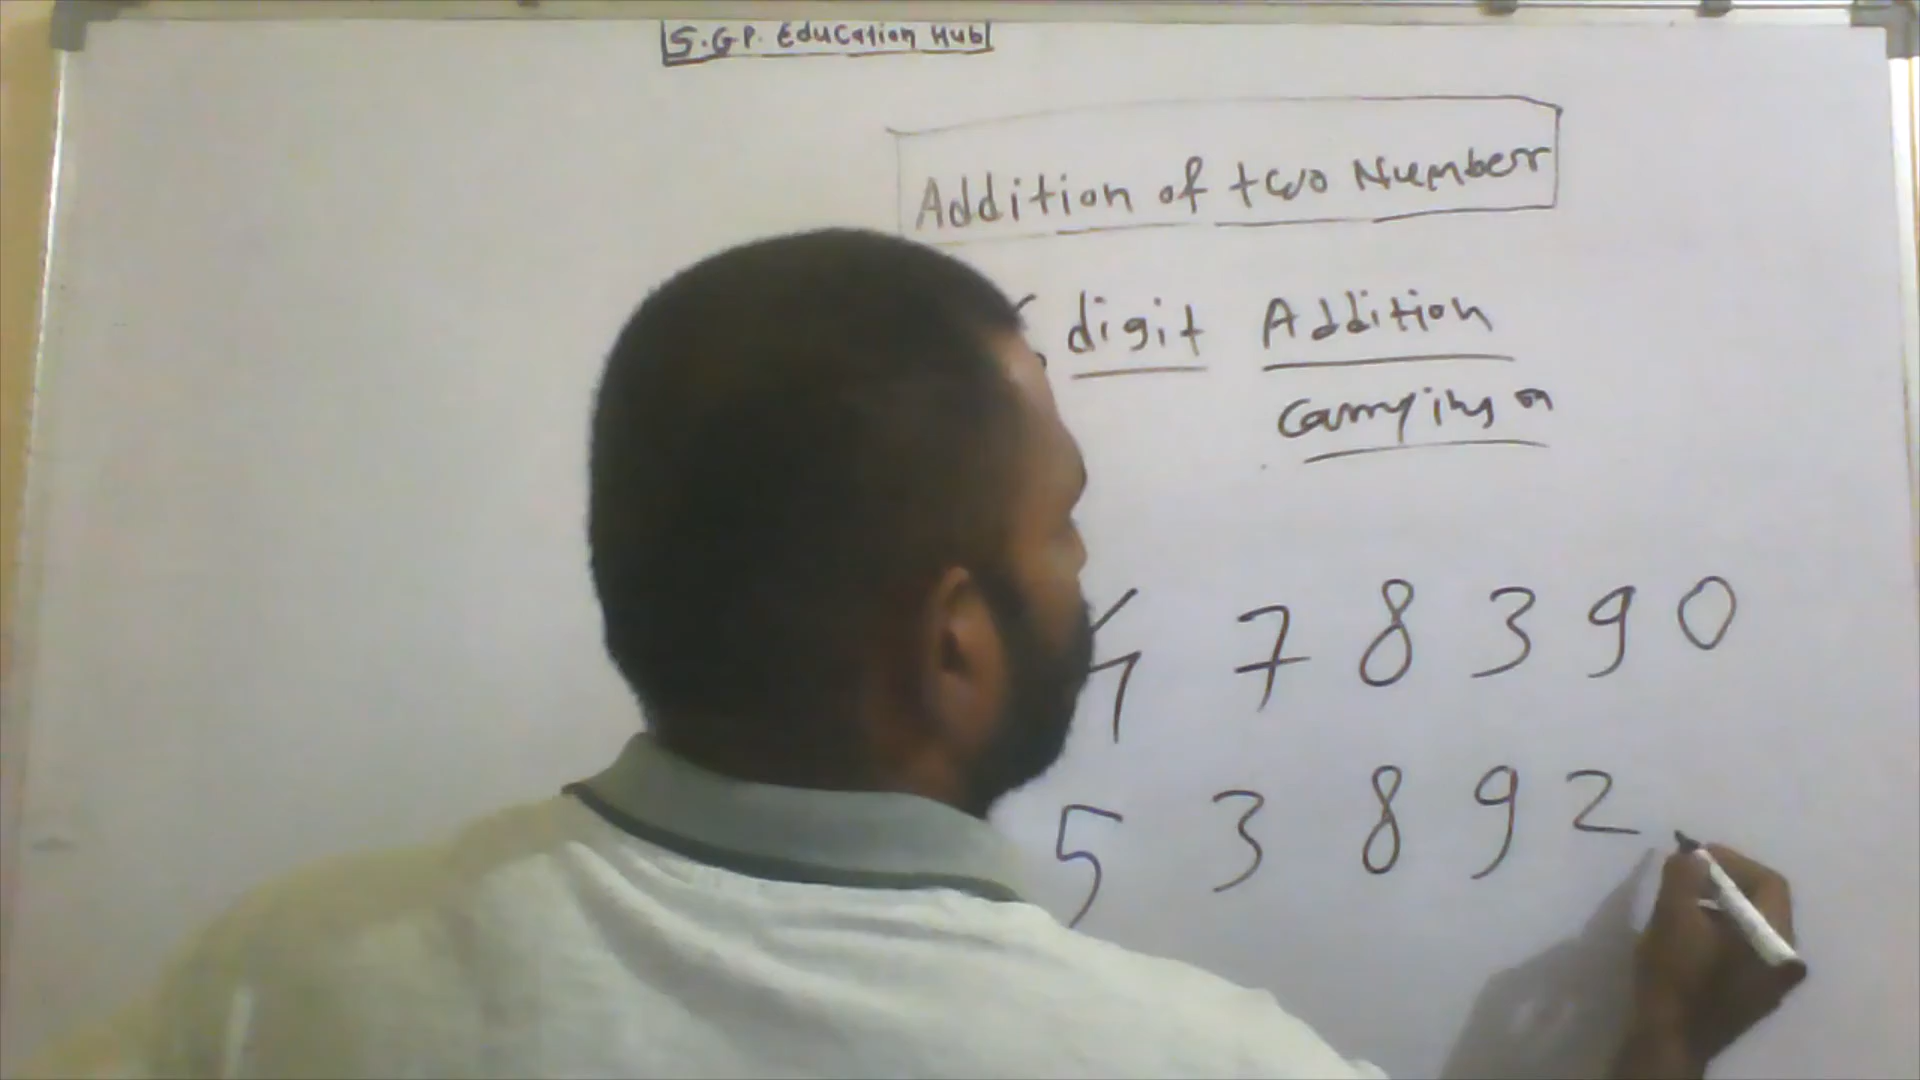 S.G.P. Education Hub
Addition of two Number
digit Addition
Carrying on
4 7 8 3 9 0
5 3 8 9 2